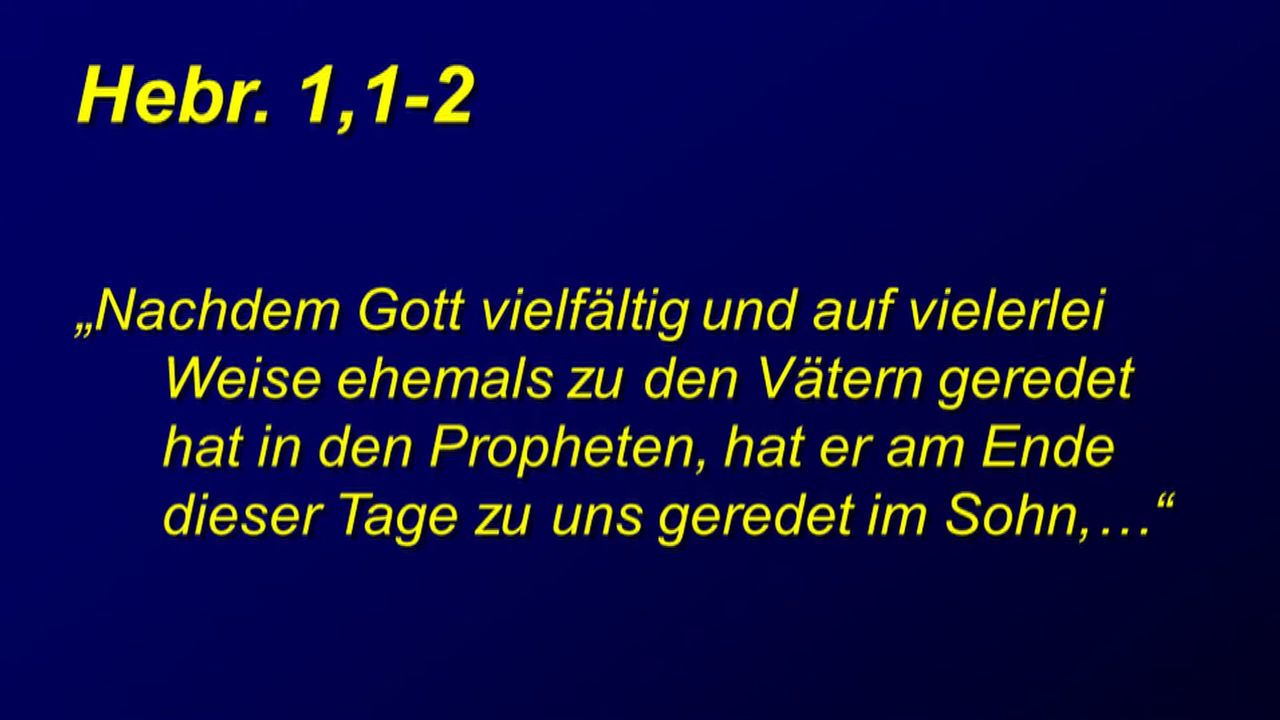 Hebr. 1,1-2
„Nachdem Gott vielfältig und auf vielerlei
Weise ehemals zu den Vätern geredet
hat in den Propheten, hat er am Ende
dieser Tage zu uns geredet im Sohn,…“